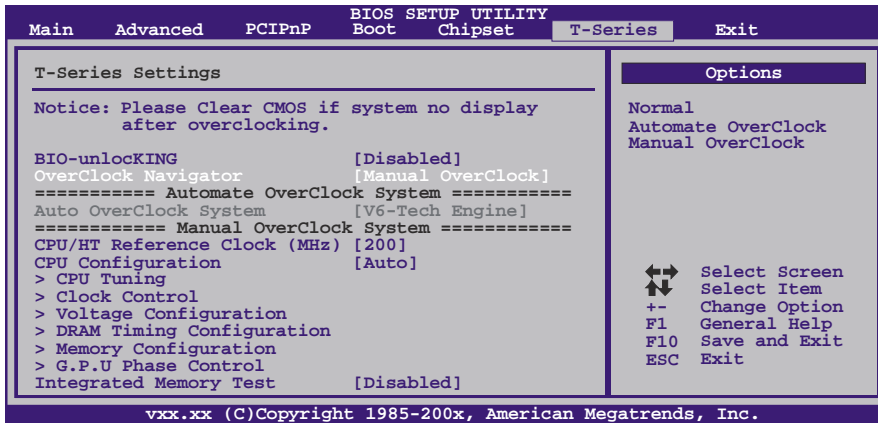 BIOS SETUP UTILITY
Main Advanced PCIPnP Boot Chipset T-Series Exit
T-Series Settings
Notice: Please Clear CMOS if system no display
after overclocking.
BIO-unlocKING [Disabled]
OverClock Navigator [Manual OverClock]
=========== Automate OverClock System ===========
Auto OverClock System [V6-Tech Engine]
============ Manual OverClock System ============
CPU/HT Reference Clock (MHz) [200]
CPU Configuration [Auto]
> CPU Tuning
> Clock Control
> Voltage Configuration
> DRAM Timing Configuration
> Memory Configuration
> G.P.U Phase Control
Integrated Memory Test [Disabled]
Options
Normal
Automate OverClock
Manual OverClock
Select Screen
Select Item
+- Change Option
F1 General Help
F10 Save and Exit
ESC Exit
vxx.xx (C)Copyright 1985-200x, American Megatrends, Inc.